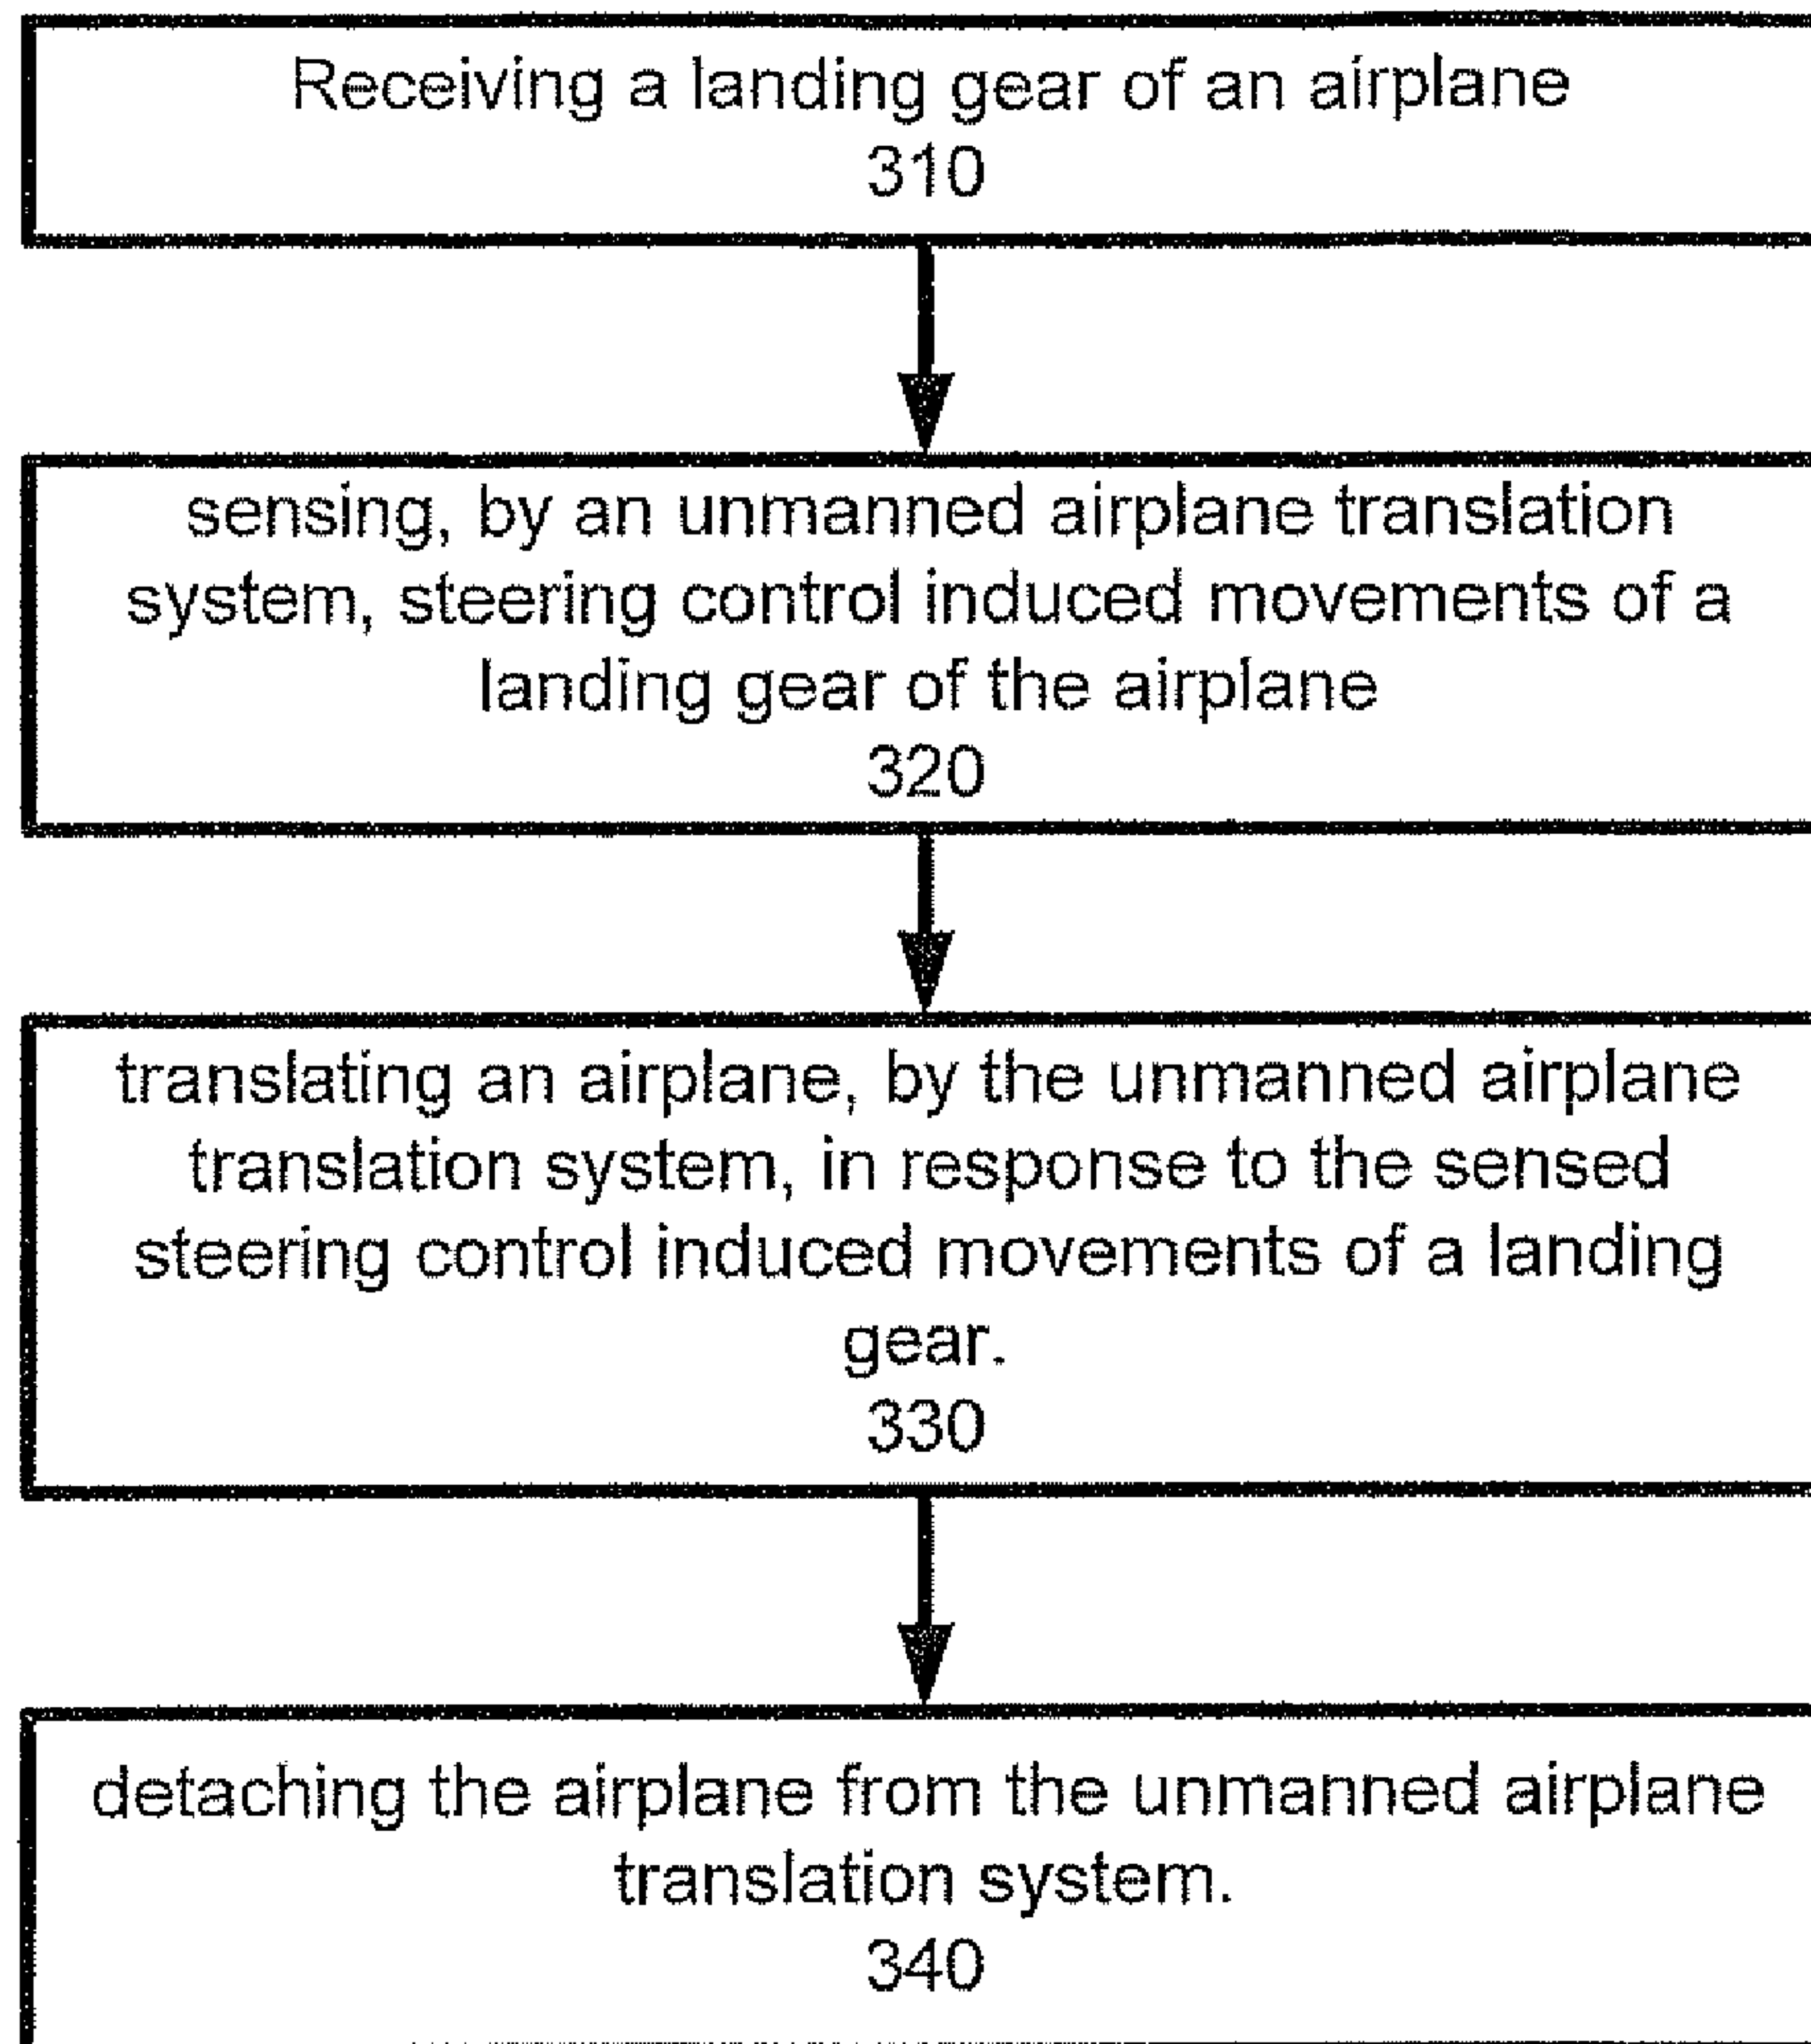 Receiving a landing gear of an airplane
310
sensing, by an unmanned airplane translation
system, steering control induced movements of a
landing gear of the airplane
320
translating an airplane, by the unmanned airplane
translation system, in response to the sensed
steering control induced movements of a landing
gear.
330
detaching the airplane from the unmanned airplane
translation system.
340